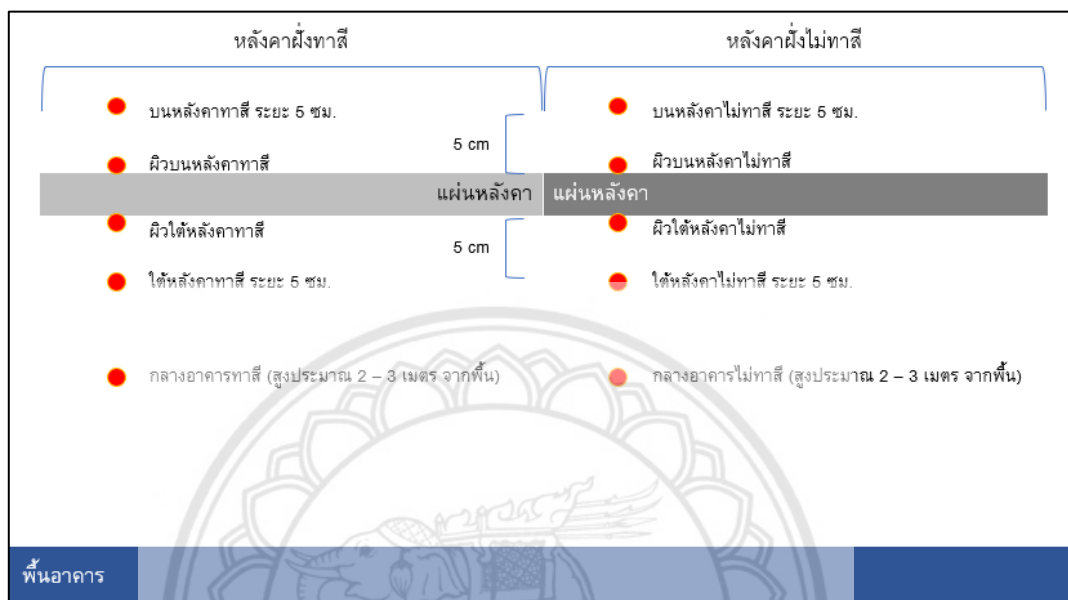 หลังคาฝั่งทาสี
หลังคาฝั่งไม่ทาสี
บนหลังคาทาสี ระยะ 5 ซม.
บนหลังคาไม่ทาสี ระยะ 5 ซม.
5 cm
ผิวบนหลังคาทาสี
ผิวบนหลังคาไม่ทาสี
แผ่นหลังคา
แผ่นหลังคา
ผิวใต้หลังคาทาสี
ผิวใต้หลังคาไม่ทาสี
5 cm
ใต้หลังคาทาสี ระยะ 5 ซม.
ใต้หลังคาไม่ทาสี ระยะ 5 ซม.
กลางอาคารทาสี (สูงประมาณ 2 – 3 เมตร จากพื้น)
กลางอาคารไม่ทาสี (สูงประมาณ 2 – 3 เมตร จากพื้น)
พื้นอาคาร